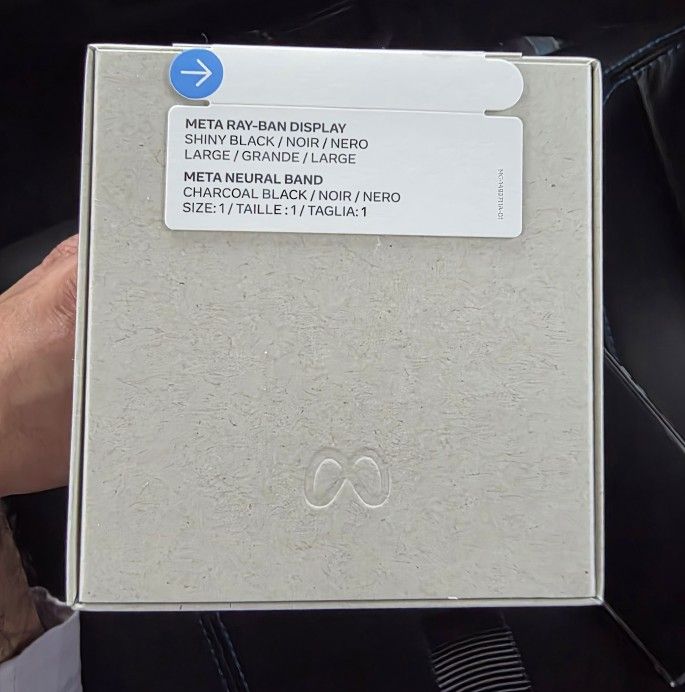 META RAY-BAN DISPLAY
SHINY BLACK / NOIR / NERO
LARGE / GRANDE / LARGE
META NEURAL BAND
CHARCOAL BLACK / NOIR / NERO
SIZE: 1 / TAILLE : 1 / TAGLIA: 1